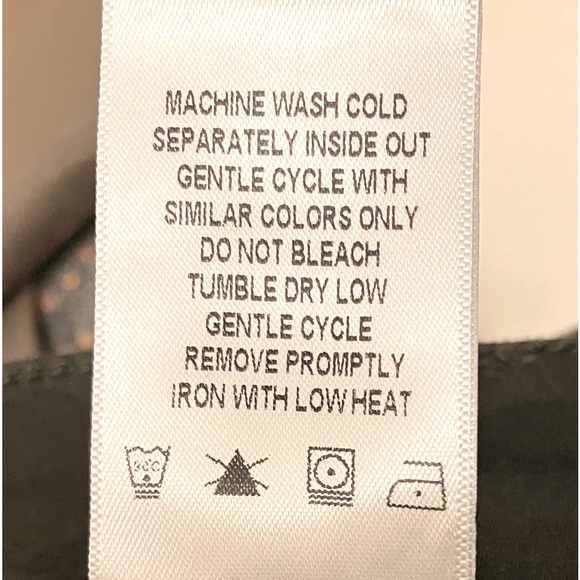 MACHINE WASH COLD
SEPARATELY INSIDE OUT
GENTLE CYCLE WITH
SIMILAR COLORS ONLY
DO NOT BLEACH
TUMBLE DRY LOW
GENTLE CYCLE
REMOVE PROMPTLY
IRON WITH LOW HEAT
30°C